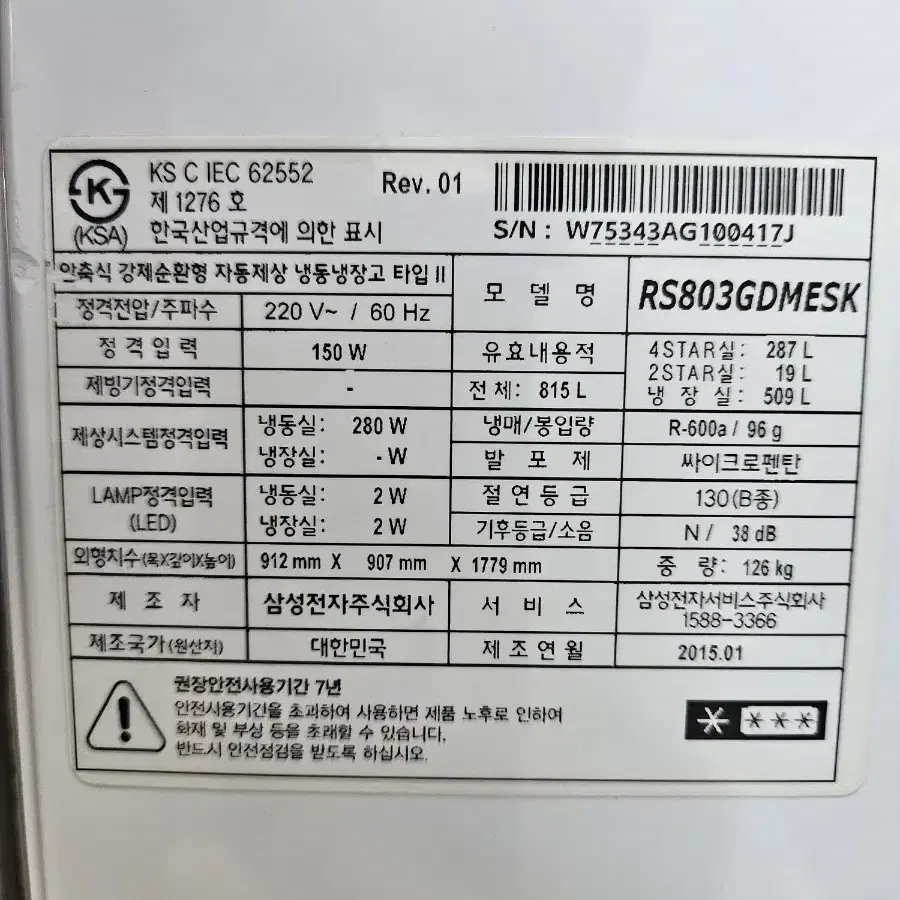 KS C IEC 62552
제 1276 호
한국산업규격에 의한 표시
K
(KSA)
Rev. 01
S/N : W75343AG100417J
압축식 강제순환형 자동제상 냉동냉장고 타입 II
모 델 명
RS803GDMESK
정격전압/주파수
220 V~ / 60 Hz
정 격 입 력
150 W
유효내용적
전 체: 815 L
4STAR실: 287 L
2STAR실: 19 L
냉 장 실: 509 L
제빙기정격입력
-
제상시스템정격입력
냉동실: 280 W
냉장실: - W
냉매/봉입량
R-600a / 96 g
발 포 제
싸이크로펜탄
LAMP정격입력
(LED)
냉동실: 2 W
냉장실: 2 W
절 연 등 급
130 (B종)
기후등급/소음
N / 38 dB
외형치수(폭X깊이X높이)
912 mm X 907 mm X 1779 mm
중 량: 126 kg
제 조 자
삼성전자주식회사
서 비 스
삼성전자서비스주식회사
1588-3366
제조국가(원산지)
대한민국
제 조 연 월
2015.01
권장안전사용기간 7년
안전사용기간을 초과하여 사용하면 제품 노후로 인하여
화재 및 부상 등을 초래할 수 있습니다.
반드시 안전점검을 받도록 하십시오.